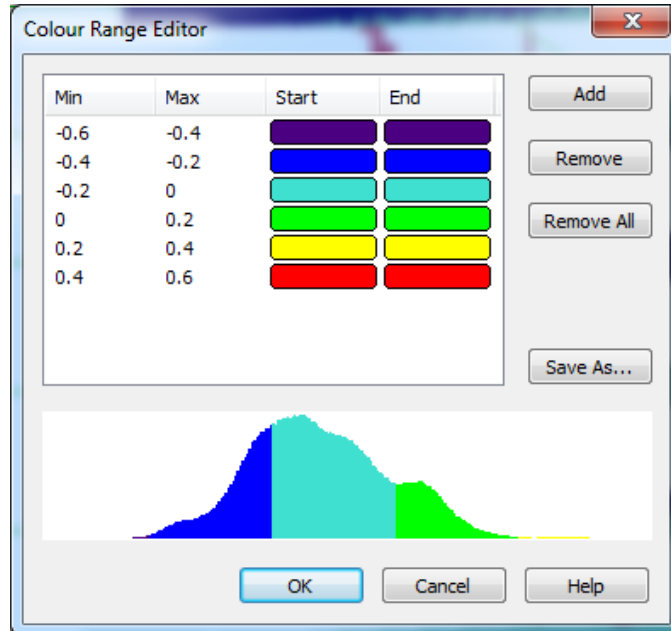 Colour Range Editor
Min Max Start End
-0.6 -0.4
-0.4 -0.2
-0.2 0
0 0.2
0.2 0.4
0.4 0.6
Add
Remove
Remove All
Save As...
OK Cancel Help